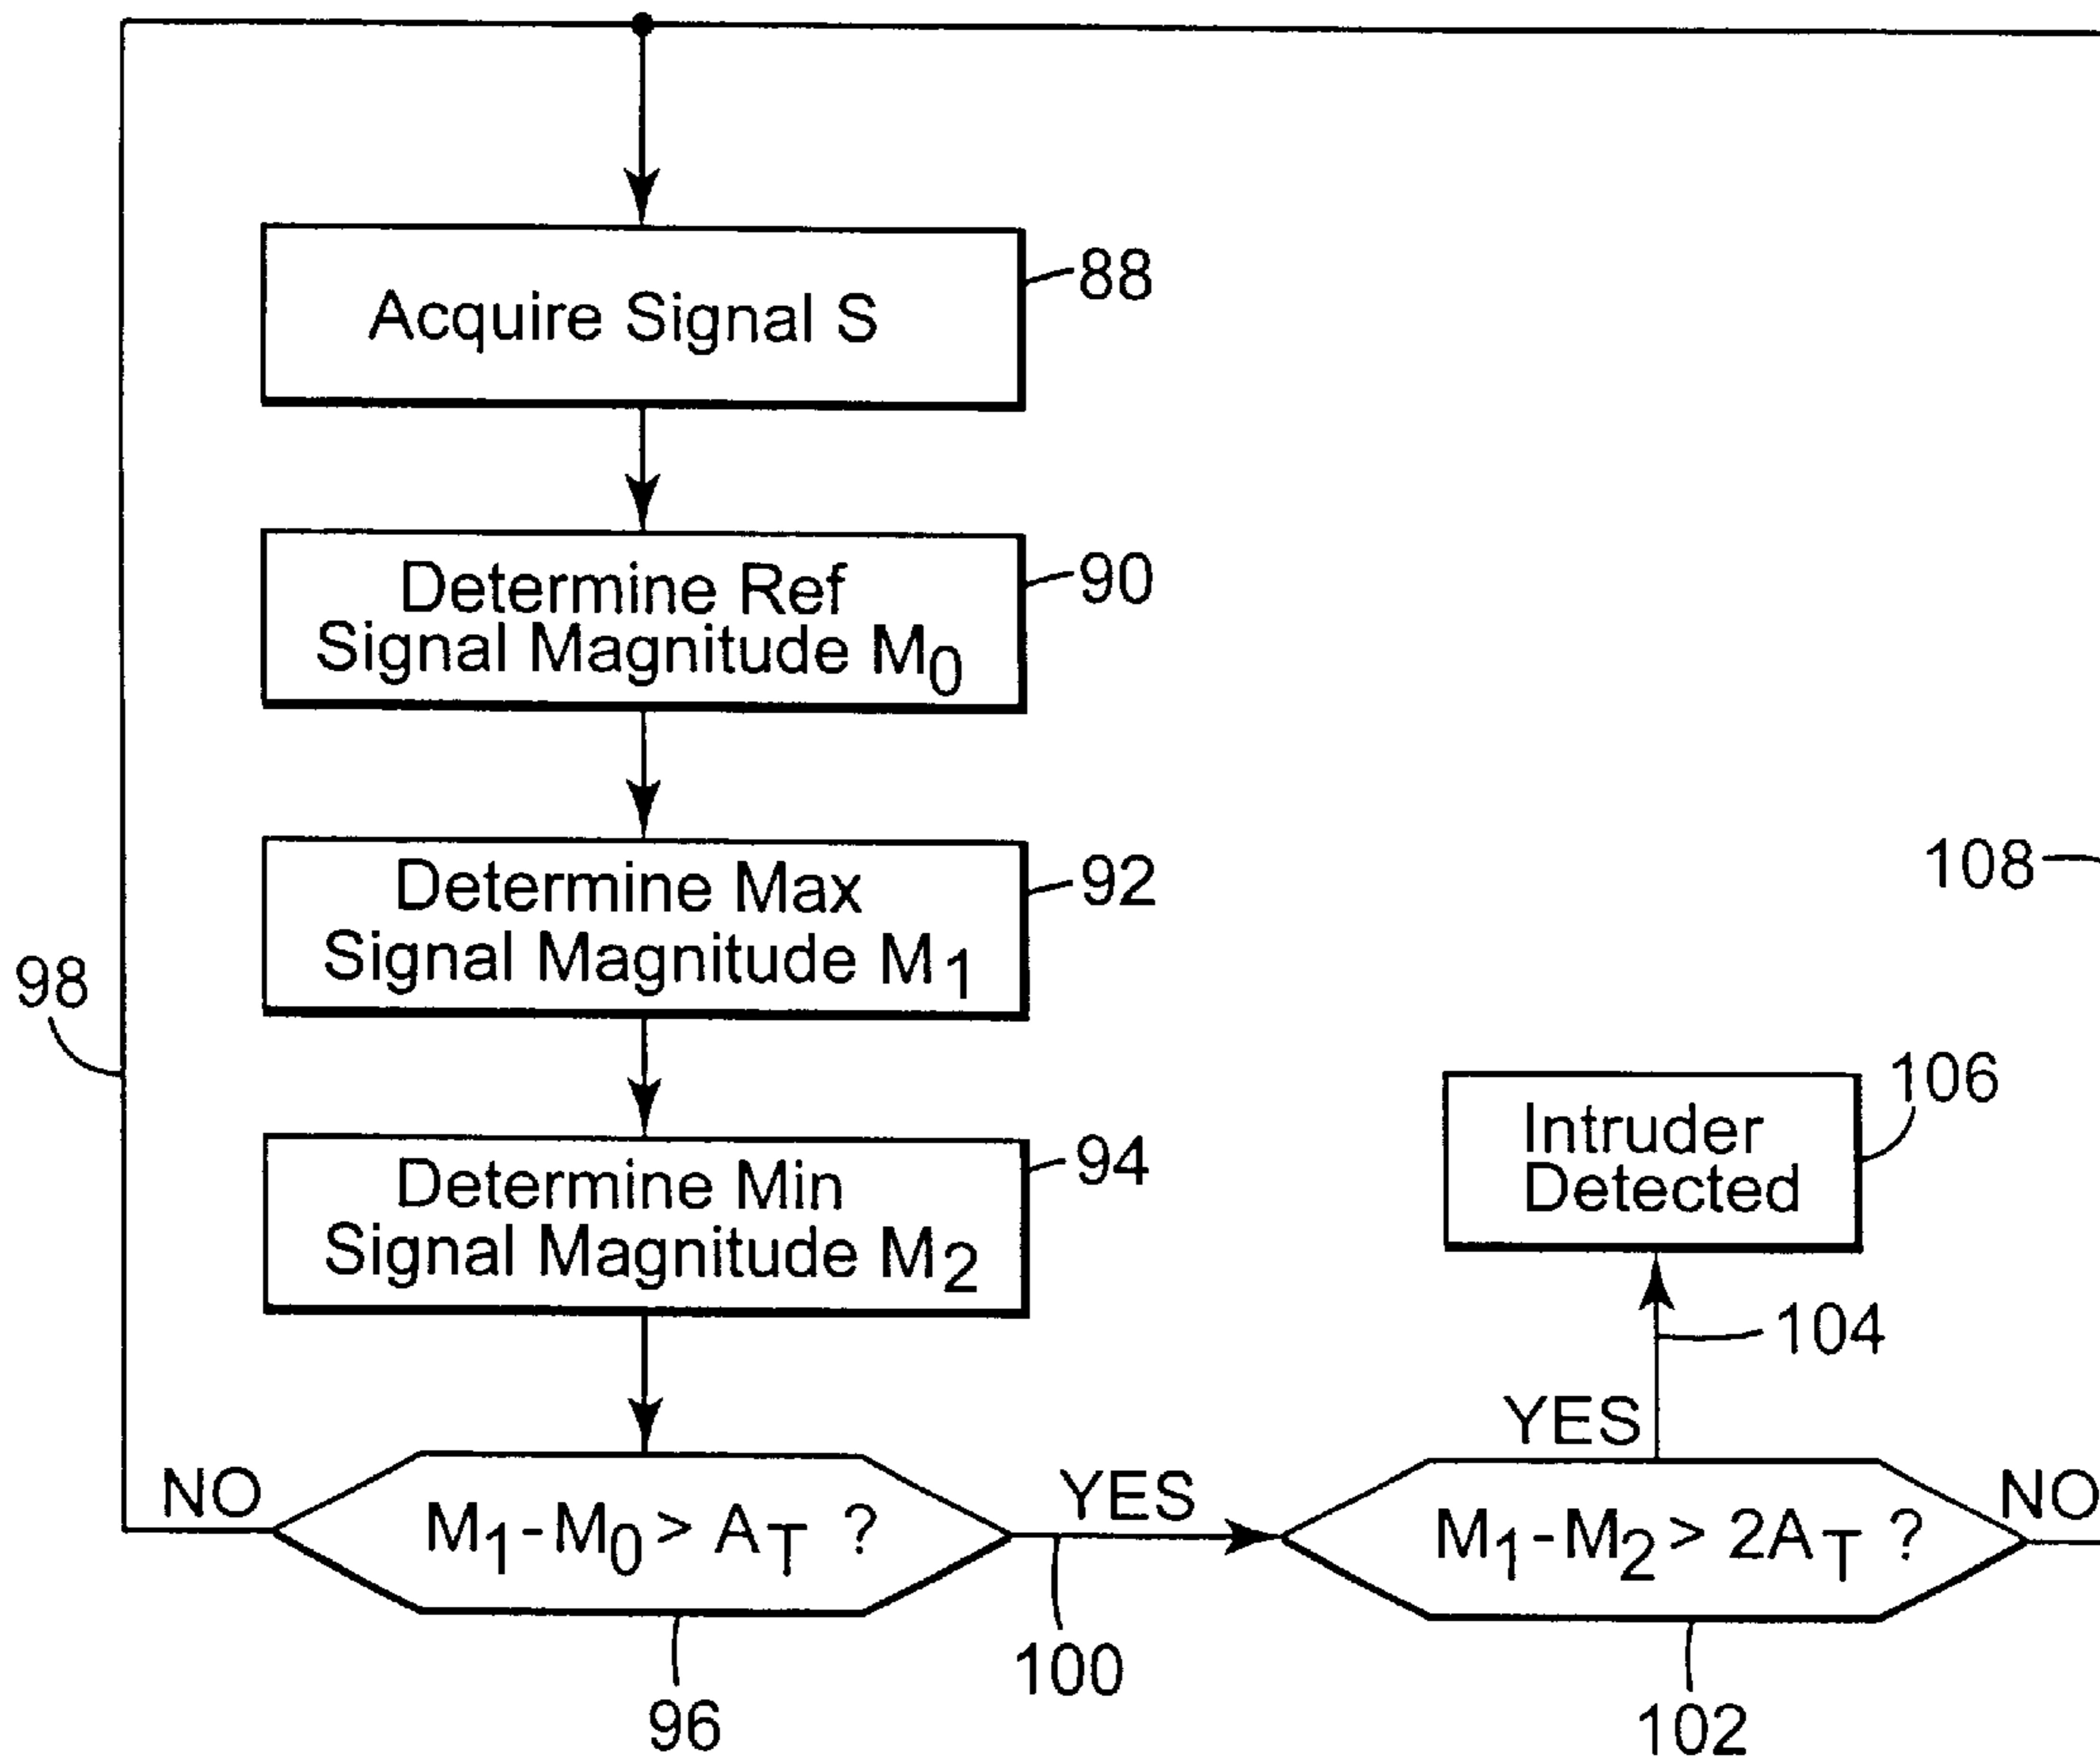 Acquire Signal S
88
Determine Ref
Signal Magnitude M₀
90
Determine Max
Signal Magnitude M₁
92
108
98
Determine Min
Signal Magnitude M₂
94
Intruder
Detected
106
104
YES
NO
M₁-M₀ > A_T ?
YES
M₁-M₂ > 2A_T ?
NO
100
96
102